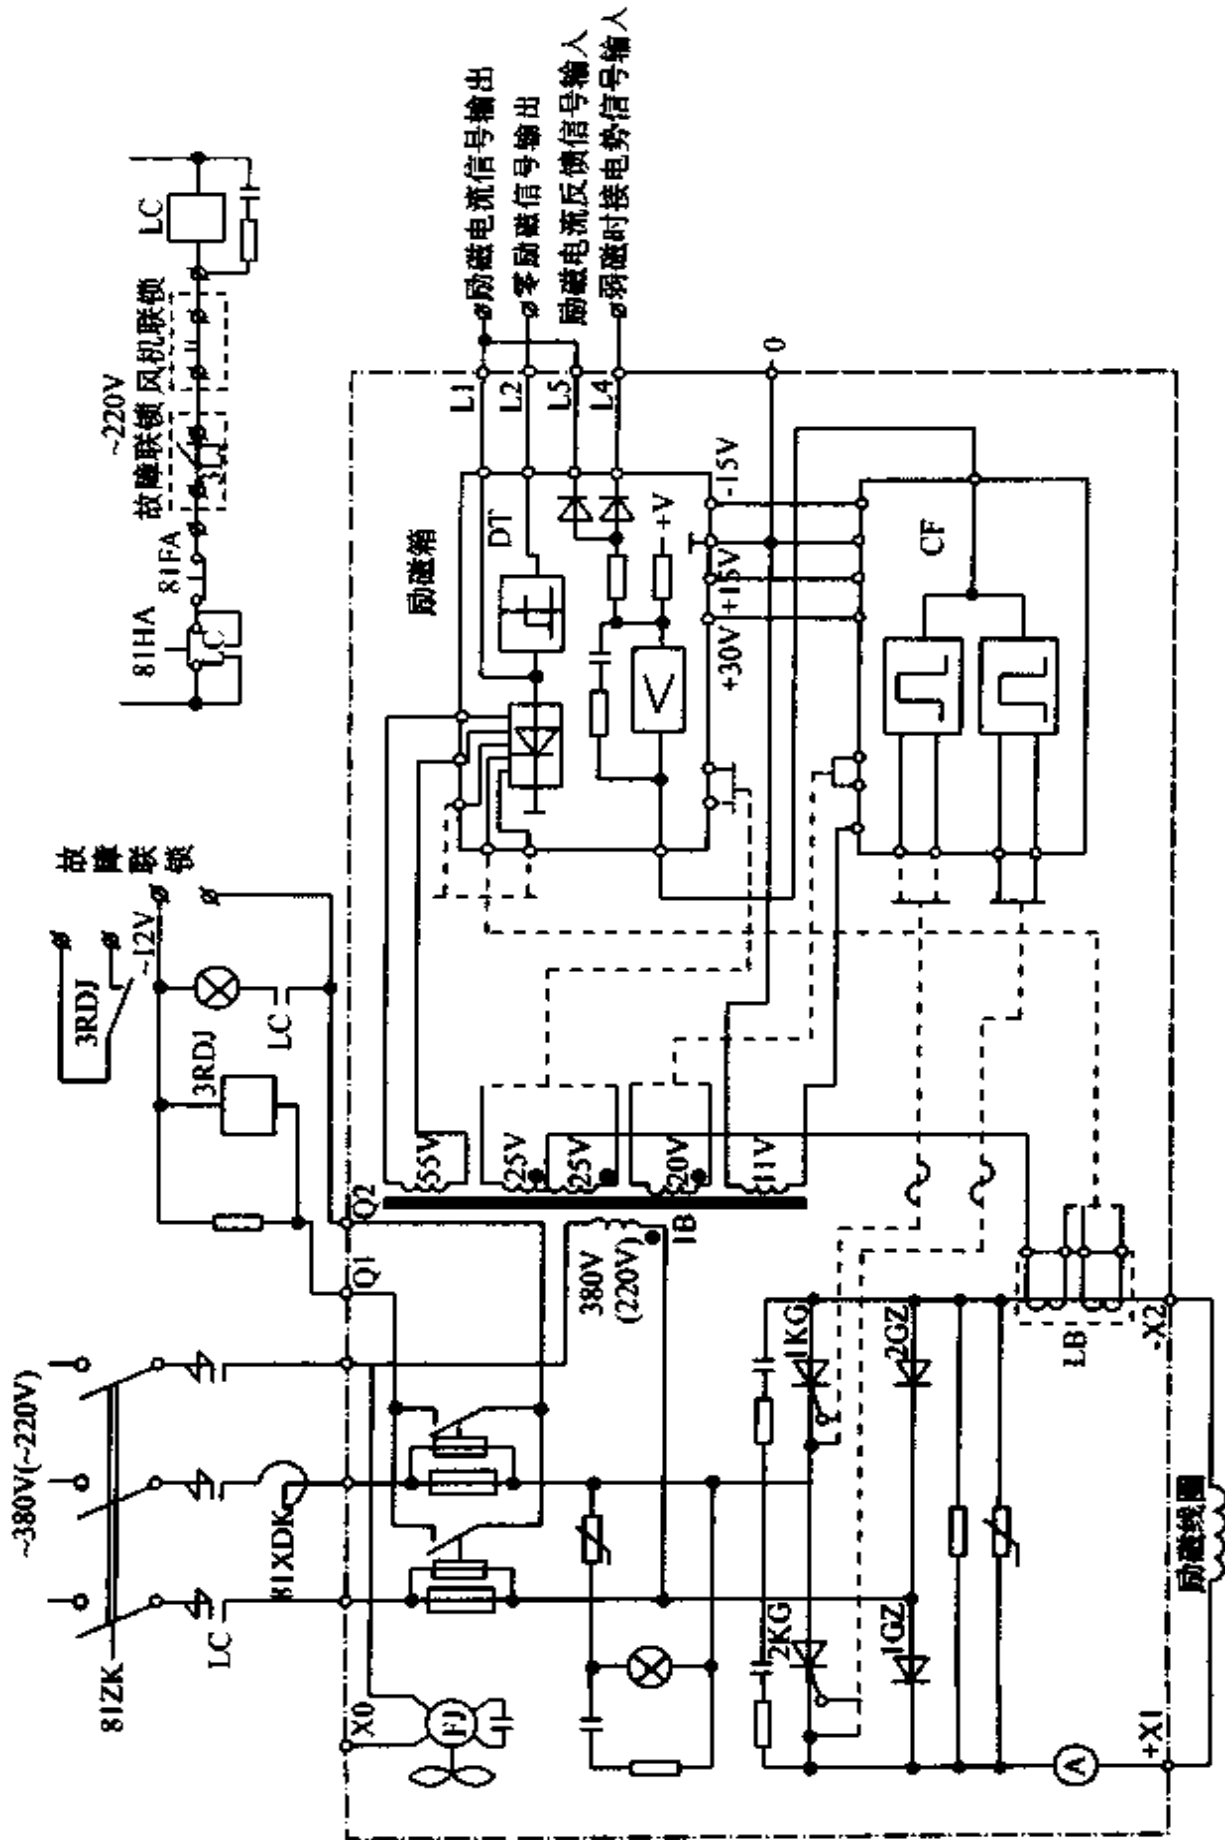 ~380V(~220V)
81ZK
LC
81XDK
X0
FJ
Q1
Q2
3RDJ
3RDJ
~12V
LC
故障联锁
81HA
LC
81FA
~220V
故障联锁
风机联锁
3LJ
LC
380V
(220V)
1B
55V
25V
25V
20V
11V
励磁箱
DT
+V
+30V
+15V
-15V
CF
L1
L2
L5
L4
0
励磁电流信号输出
零励磁信号输出
励磁电流反馈信号输入
弱磁时接电势信号输入
1KG
2KG
1GZ
2GZ
LB
A
+X1
-X2
励磁线圈